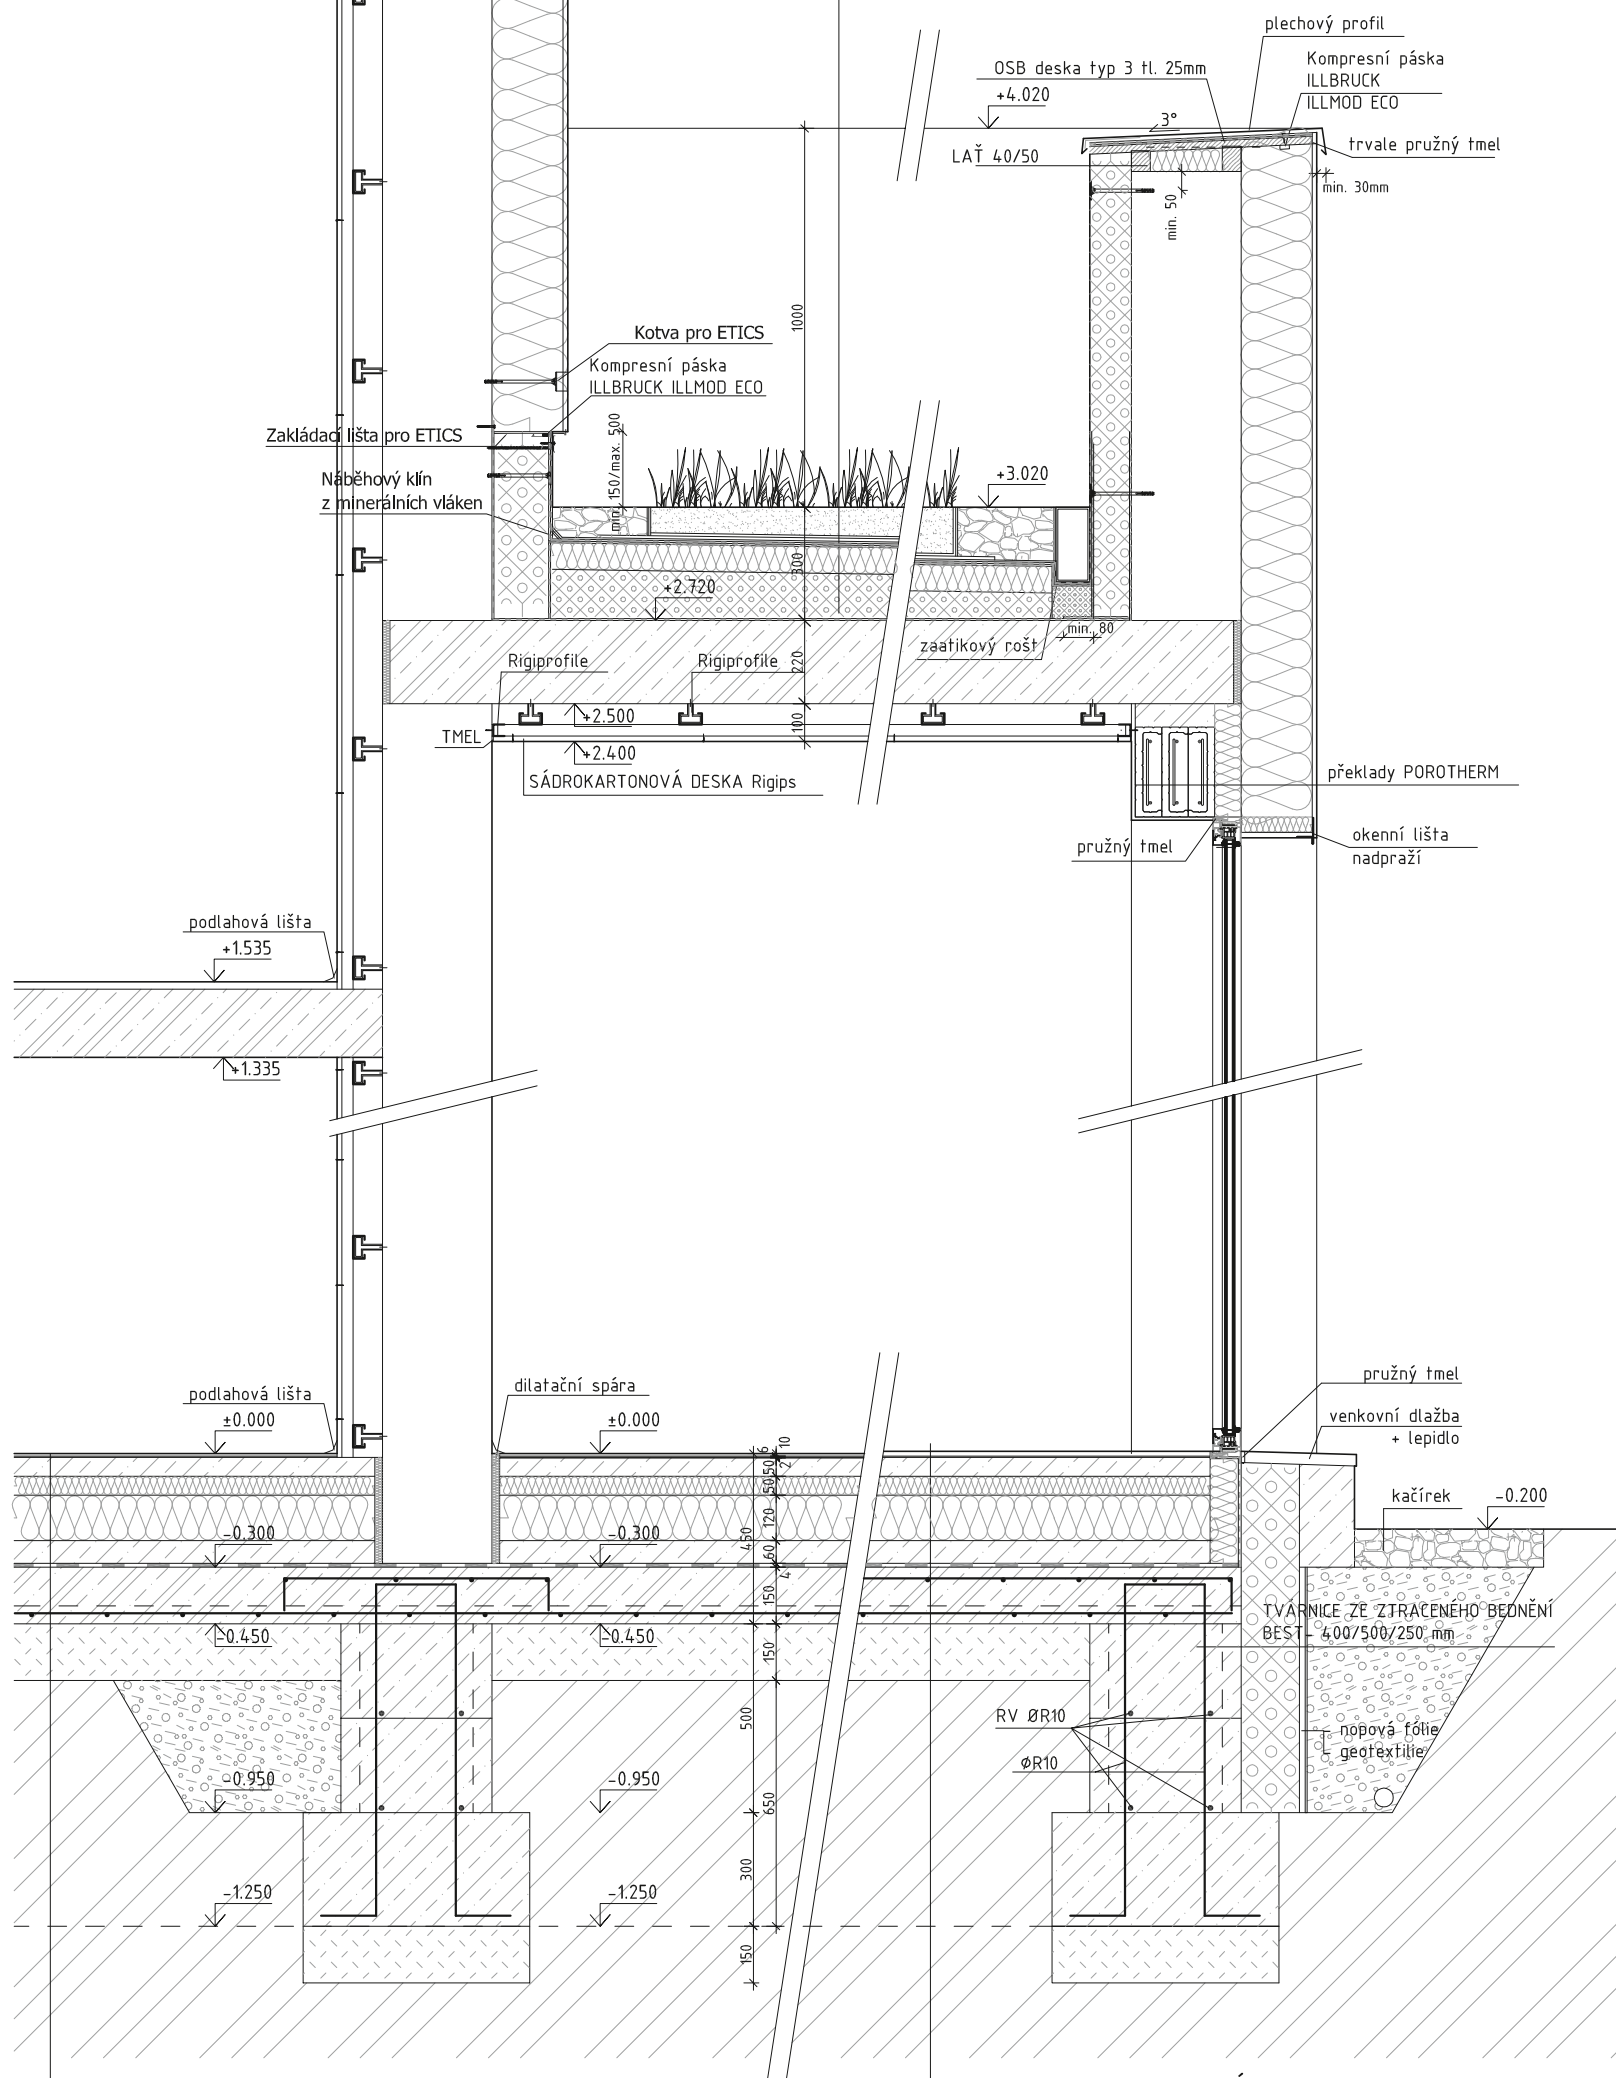 plechový profil
OSB deska typ 3 tl. 25mm
Kompresní páska
ILLBRUCK
ILLMOD ECO
+4.020
3°
LAŤ 40/50
trvale pružný tmel
min. 30mm
min. 50
1000
Kotva pro ETICS
Kompresní páska
ILLBRUCK ILLMOD ECO
Zakládací lišta pro ETICS
min. 150/max. 500
Náběhový klín
z minerálních vláken
+3.020
300
+2.720
min. 80
zaatikový rošt
Rigiprofile
Rigiprofile
220
+2.500
100
TMEL
+2.400
SÁDROKARTONOVÁ DESKA Rigips
překlady POROTHERM
pružný tmel
okenní lišta
nadpraží
podlahová lišta
+1.535
+1.335
pružný tmel
podlahová lišta
dilatační spára
±0.000
±0.000
venkovní dlažba
+ lepidlo
6
10
50
2
50
120
450
60
4
kačírek
-0.200
-0.300
-0.300
150
TVÁRNICE ZE ZTRACENÉHO BEDNĚNÍ
BEST - 400/500/250 mm
-0.450
-0.450
150
500
RV ØR10
nopová fólie
geotextilie
øR10
-0.950
-0.950
650
300
-1.250
-1.250
150